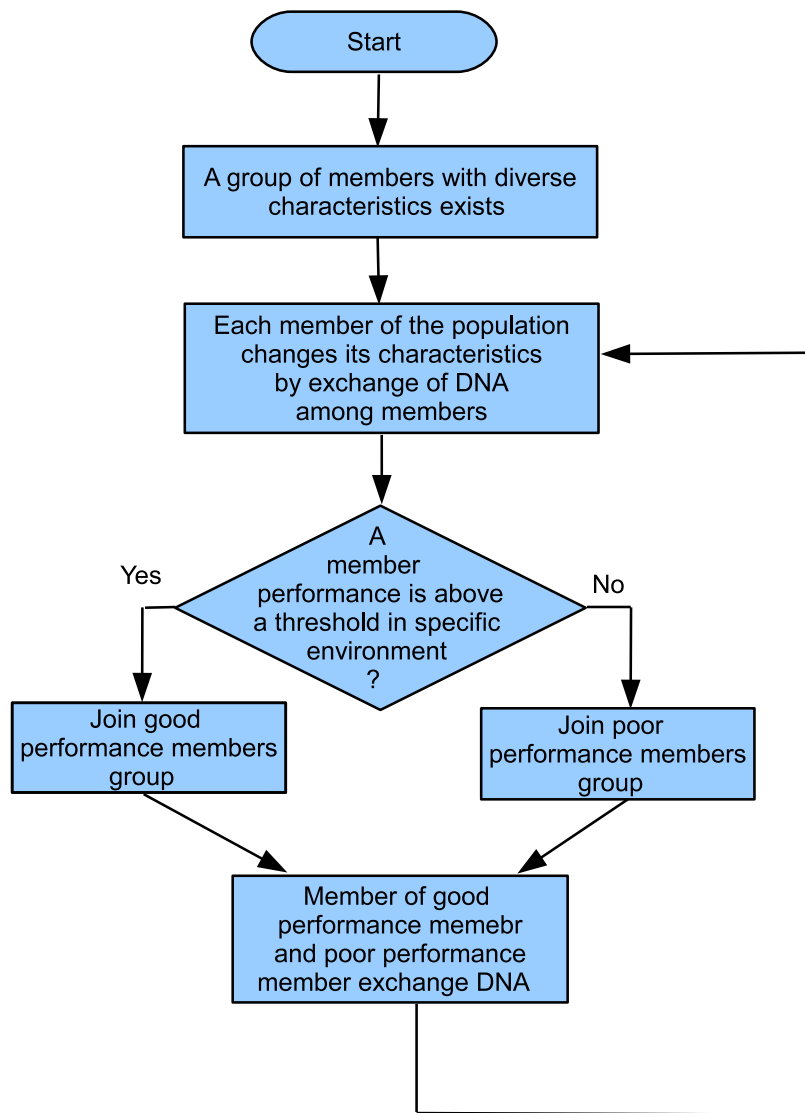 Start
A group of members with diverse
characteristics exists
Each member of the population
changes its characteristics
by exchange of DNA
among members
A
member
performance is above
a threshold in specific
environment
?
Yes
No
Join good
performance members
group
Join poor
performance members
group
Member of good
performance memebr
and poor performance
member exchange DNA